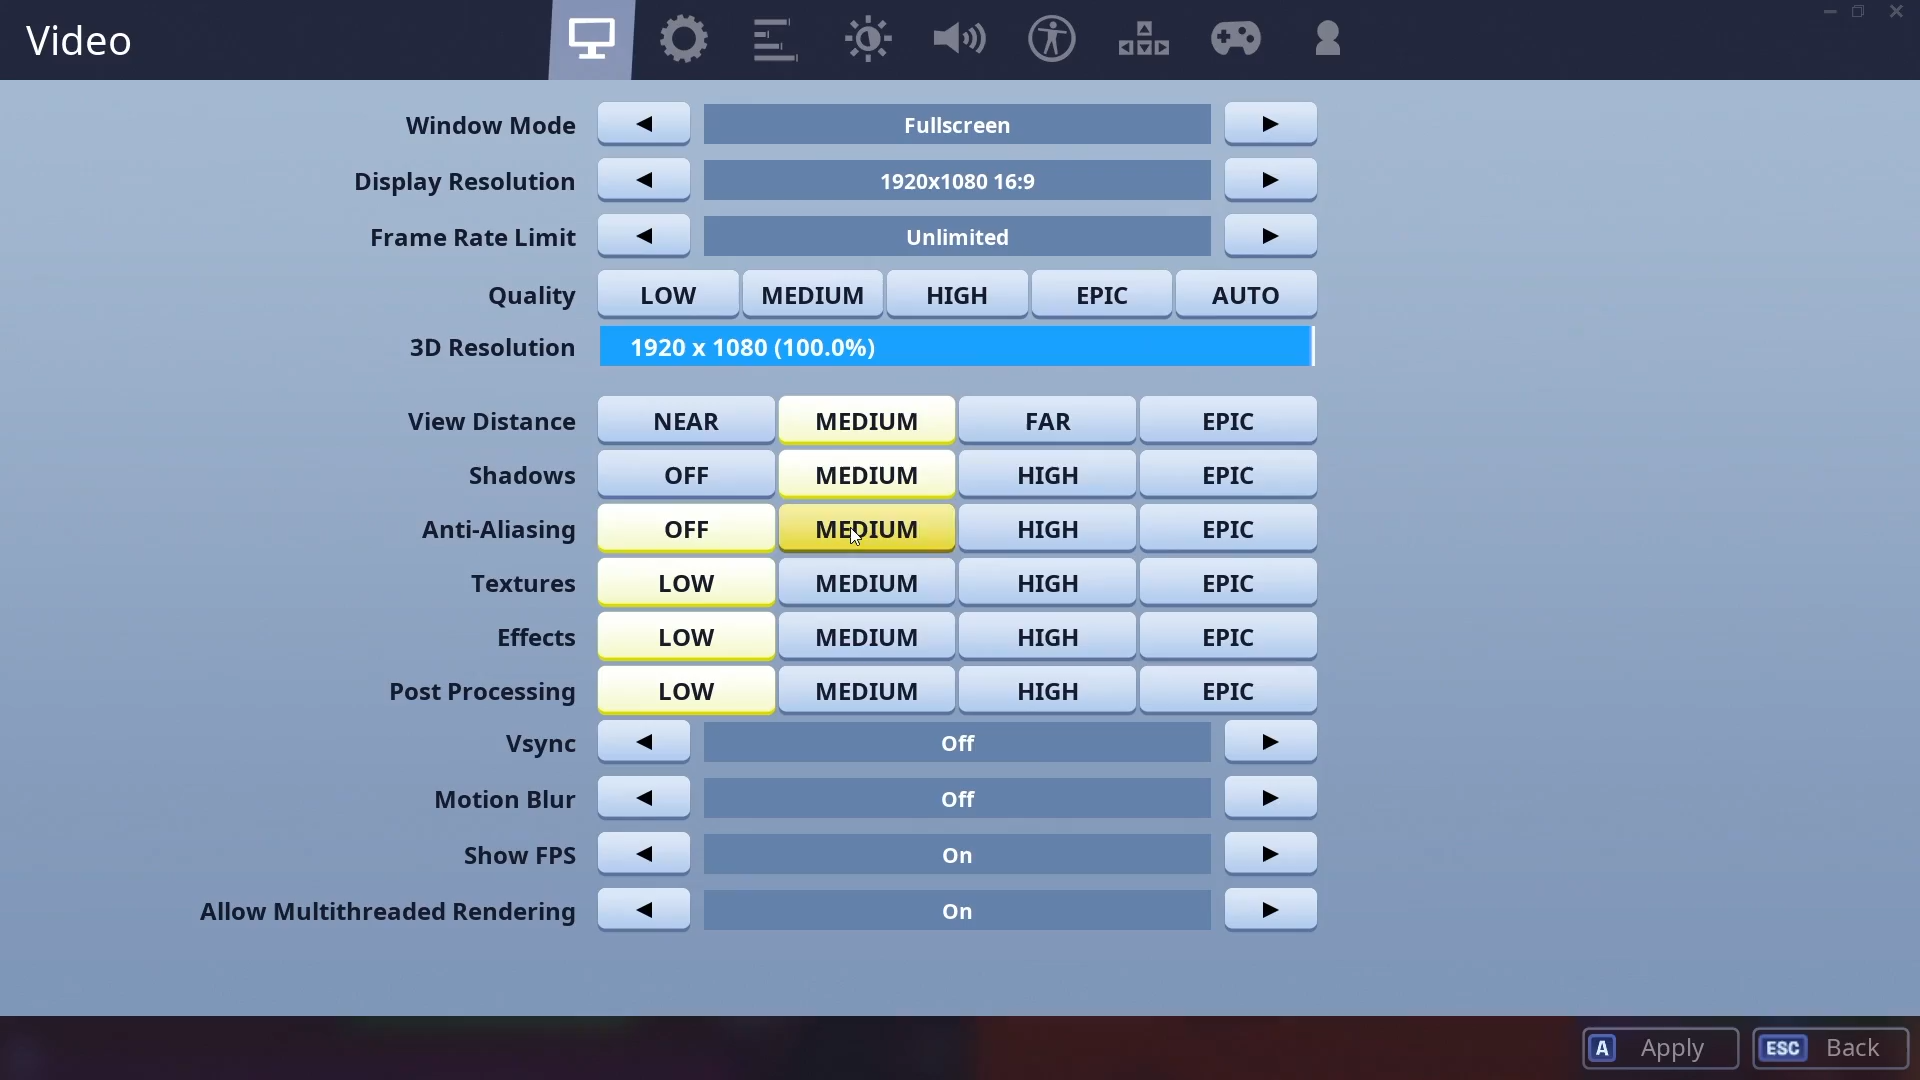 Video
Window Mode Fullscreen
Display Resolution 1920x1080 16:9
Frame Rate Limit Unlimited
Quality LOW MEDIUM HIGH EPIC AUTO
3D Resolution 1920 x 1080 (100.0%)
View Distance NEAR MEDIUM FAR EPIC
Shadows OFF MEDIUM HIGH EPIC
Anti-Aliasing OFF MEDIUM HIGH EPIC
Textures LOW MEDIUM HIGH EPIC
Effects LOW MEDIUM HIGH EPIC
Post Processing LOW MEDIUM HIGH EPIC
Vsync Off
Motion Blur Off
Show FPS On
Allow Multithreaded Rendering On
A Apply ESC Back